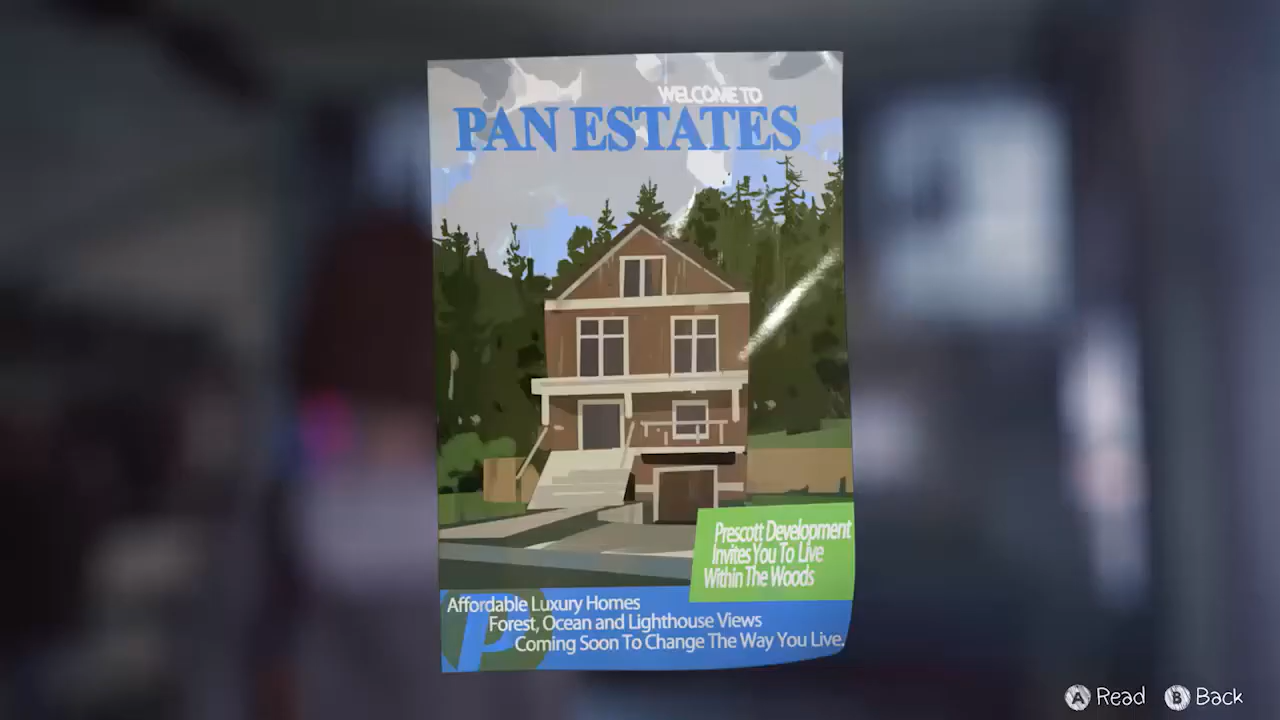 WELCOME TO
PAN ESTATES
Prescott Development
Invites You To Live
Within The Woods
Affordable Luxury Homes
Forest, Ocean and Lighthouse Views
Coming Soon To Change The Way You Live.
P
A Read B Back